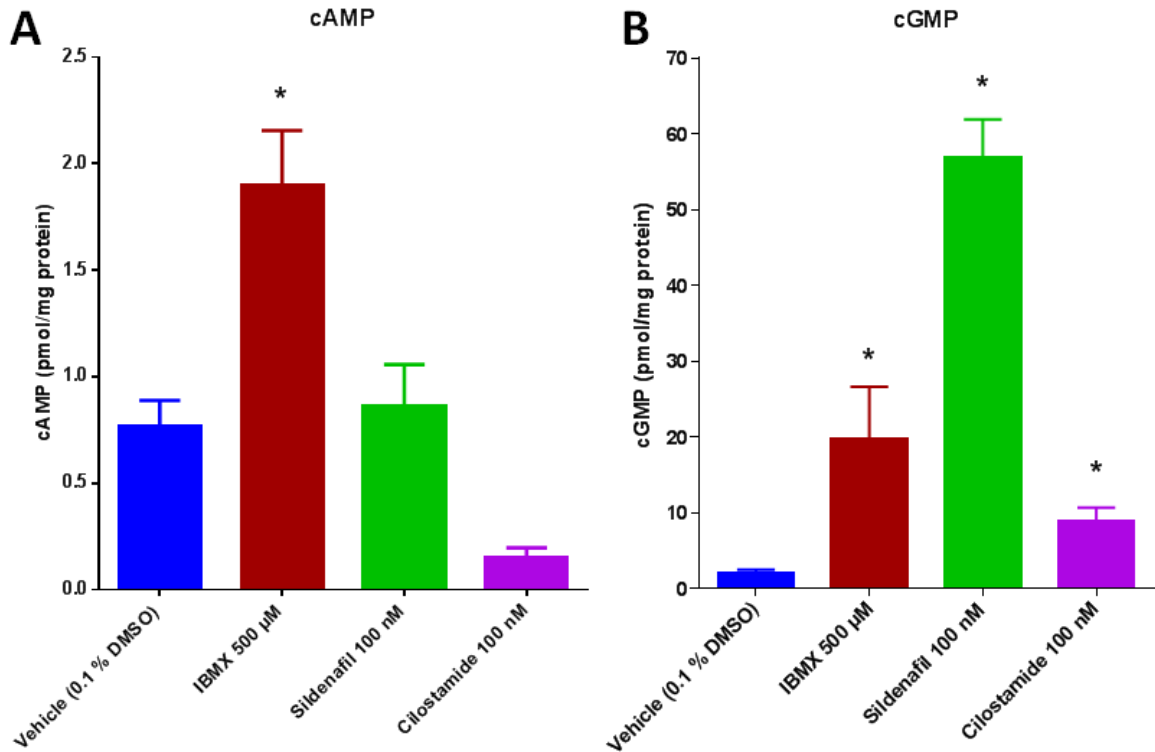 A
cAMP
cAMP (pmol/mg protein)
2.5
2.0
1.5
1.0
0.5
0.0
*
Vehicle (0.1 % DMSO)
IBMX 500 µM
Sildenafil 100 nM
Cilostamide 100 nM
B
cGMP
cGMP (pmol/mg protein)
70
60
50
40
30
20
10
0
*
*
*
Vehicle (0.1 % DMSO)
IBMX 500 µM
Sildenafil 100 nM
Cilostamide 100 nM